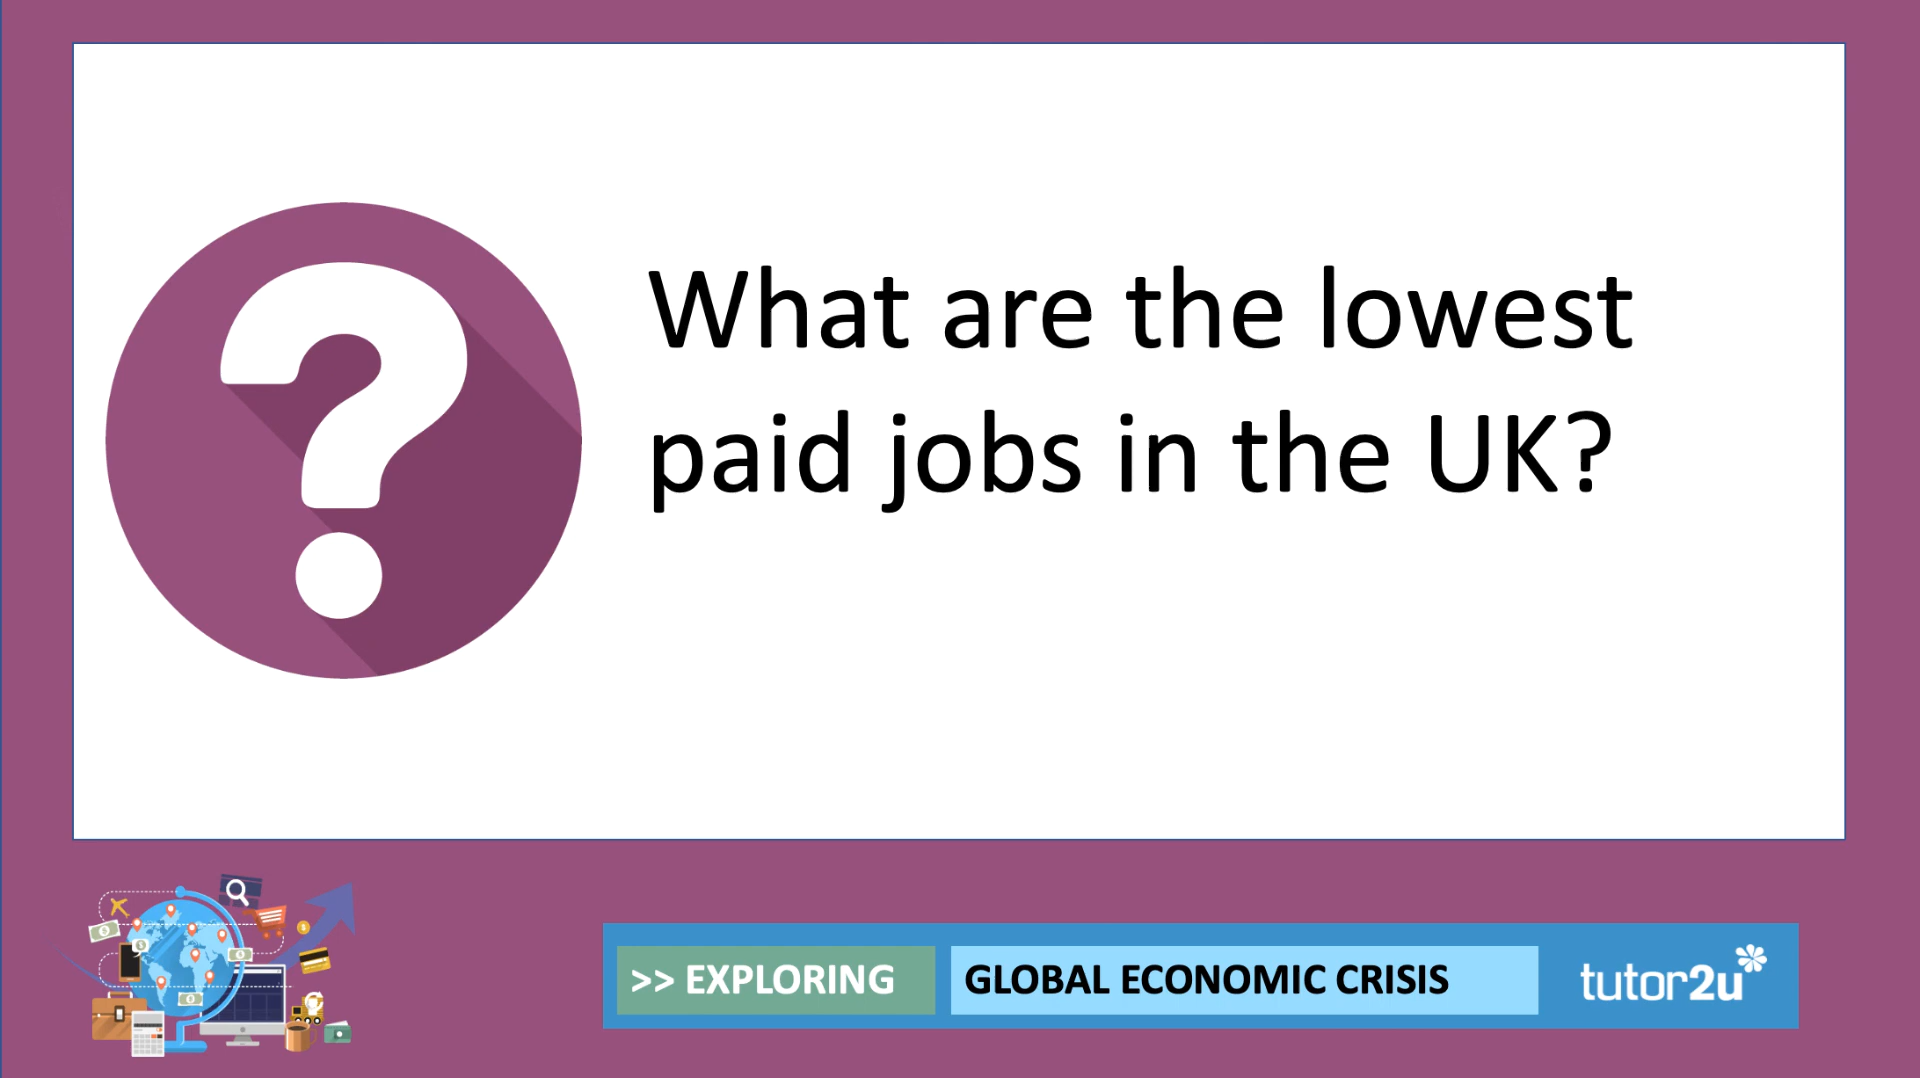 What are the lowest
paid jobs in the UK?
>> EXPLORING
GLOBAL ECONOMIC CRISIS
tutor2u